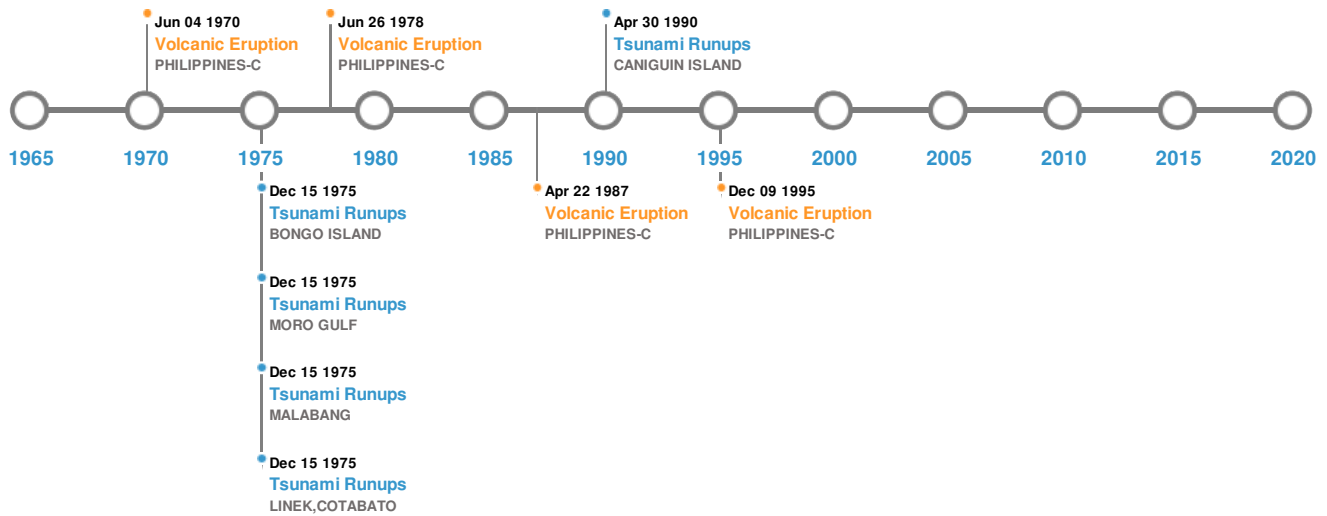 Jun 04 1970
Volcanic Eruption
PHILIPPINES-C
Jun 26 1978
Volcanic Eruption
PHILIPPINES-C
Apr 30 1990
Tsunami Runups
CANIGUIN ISLAND
1965 1970 1975 1980 1985 1990 1995 2000 2005 2010 2015 2020
Dec 15 1975
Tsunami Runups
BONGO ISLAND
Dec 15 1975
Tsunami Runups
MORO GULF
Dec 15 1975
Tsunami Runups
MALABANG
Dec 15 1975
Tsunami Runups
LINEK,COTABATO
Apr 22 1987
Volcanic Eruption
PHILIPPINES-C
Dec 09 1995
Volcanic Eruption
PHILIPPINES-C